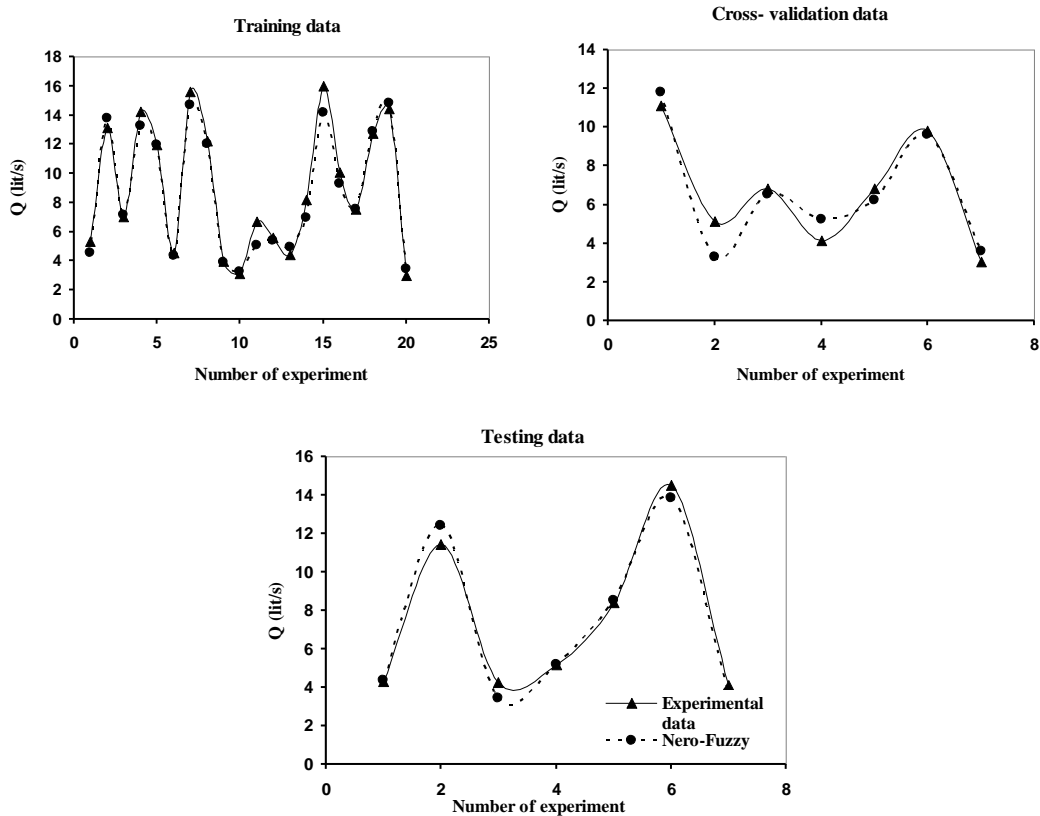 Training data
18
16
14
12
10
8
6
4
2
0
Q (lit/s)
0 5 10 15 20 25
Number of experiment
Cross- validation data
14
12
10
8
6
4
2
0
Q (lit/s)
0 2 4 6 8
Number of experiment
Testing data
16
14
12
10
8
6
4
2
0
Q (lit/s)
Experimental
data
Nero-Fuzzy
0 2 4 6 8
Number of experiment